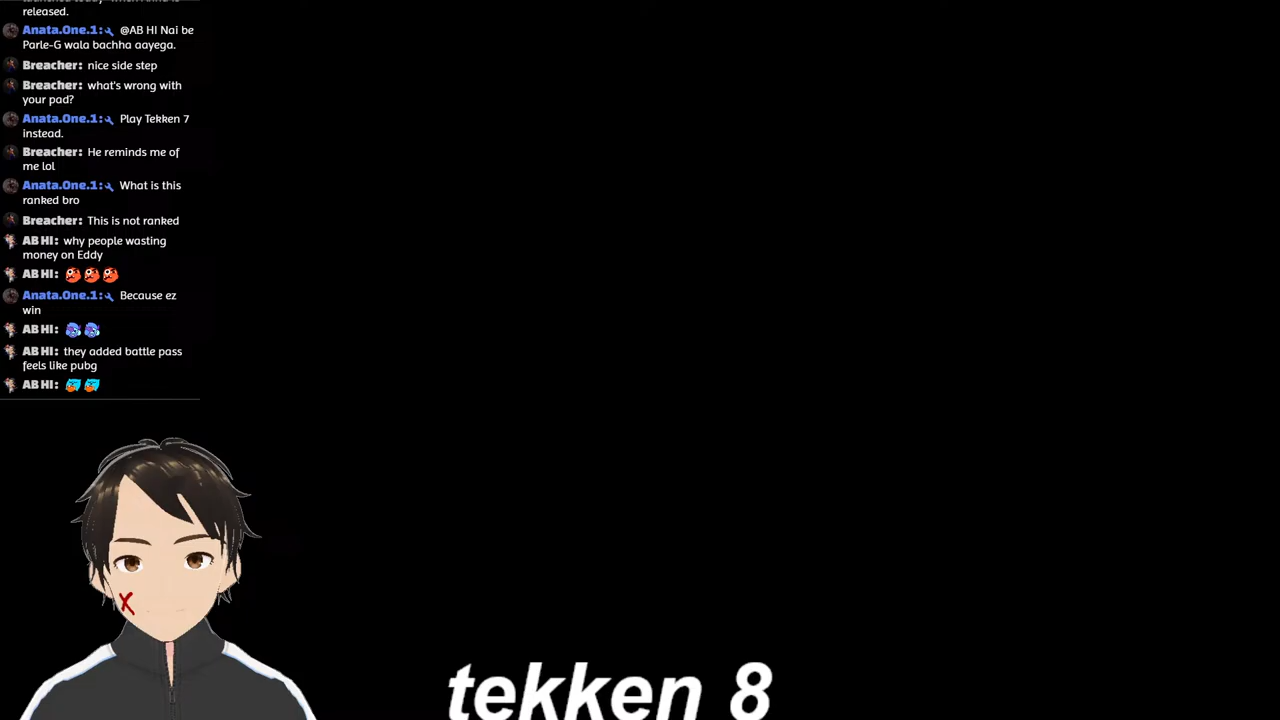 released.
Anata.One.1: @AB HI Nai be
Parle-G wala bachha aayega.
Breacher: nice side step
Breacher: what's wrong with
your pad?
Anata.One.1: Play Tekken 7
instead.
Breacher: He reminds me of
me lol
Anata.One.1: What is this
ranked bro
Breacher: This is not ranked
AB HI: why people wasting
money on Eddy
AB HI:
Anata.One.1: Because ez
win
AB HI:
AB HI: they added battle pass
feels like pubg
AB HI:
X
tekken 8